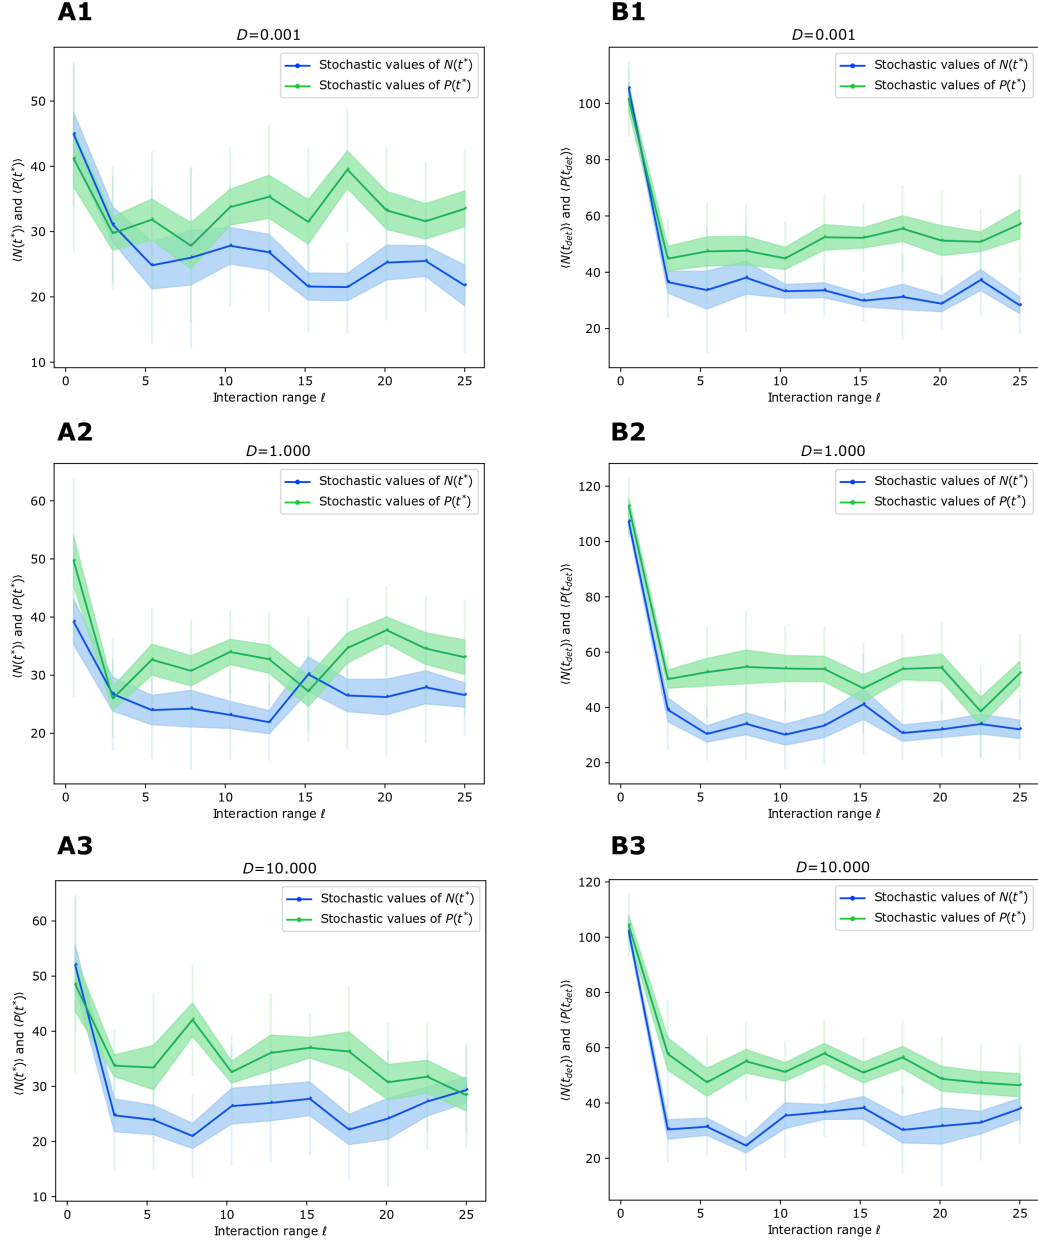 A1
D=0.001
Stochastic values of N(t*)
Stochastic values of P(t*)
⟨N(t*)⟩ and ⟨P(t*)⟩
50
40
30
20
10
0 5 10 15 20 25
Interaction range ℓ
B1
D=0.001
Stochastic values of N(t*)
Stochastic values of P(t*)
⟨N(t_det)⟩ and ⟨P(t_det)⟩
100
80
60
40
20
0 5 10 15 20 25
Interaction range ℓ
A2
D=1.000
Stochastic values of N(t*)
Stochastic values of P(t*)
⟨N(t*)⟩ and ⟨P(t*)⟩
60
50
40
30
20
0 5 10 15 20 25
Interaction range ℓ
B2
D=1.000
Stochastic values of N(t*)
Stochastic values of P(t*)
⟨N(t_det)⟩ and ⟨P(t_det)⟩
120
100
80
60
40
20
0 5 10 15 20 25
Interaction range ℓ
A3
D=10.000
Stochastic values of N(t*)
Stochastic values of P(t*)
⟨N(t*)⟩ and ⟨P(t*)⟩
60
50
40
30
20
10
0 5 10 15 20 25
Interaction range ℓ
B3
D=10.000
Stochastic values of N(t*)
Stochastic values of P(t*)
⟨N(t_det)⟩ and ⟨P(t_det)⟩
120
100
80
60
40
20
0 5 10 15 20 25
Interaction range ℓ